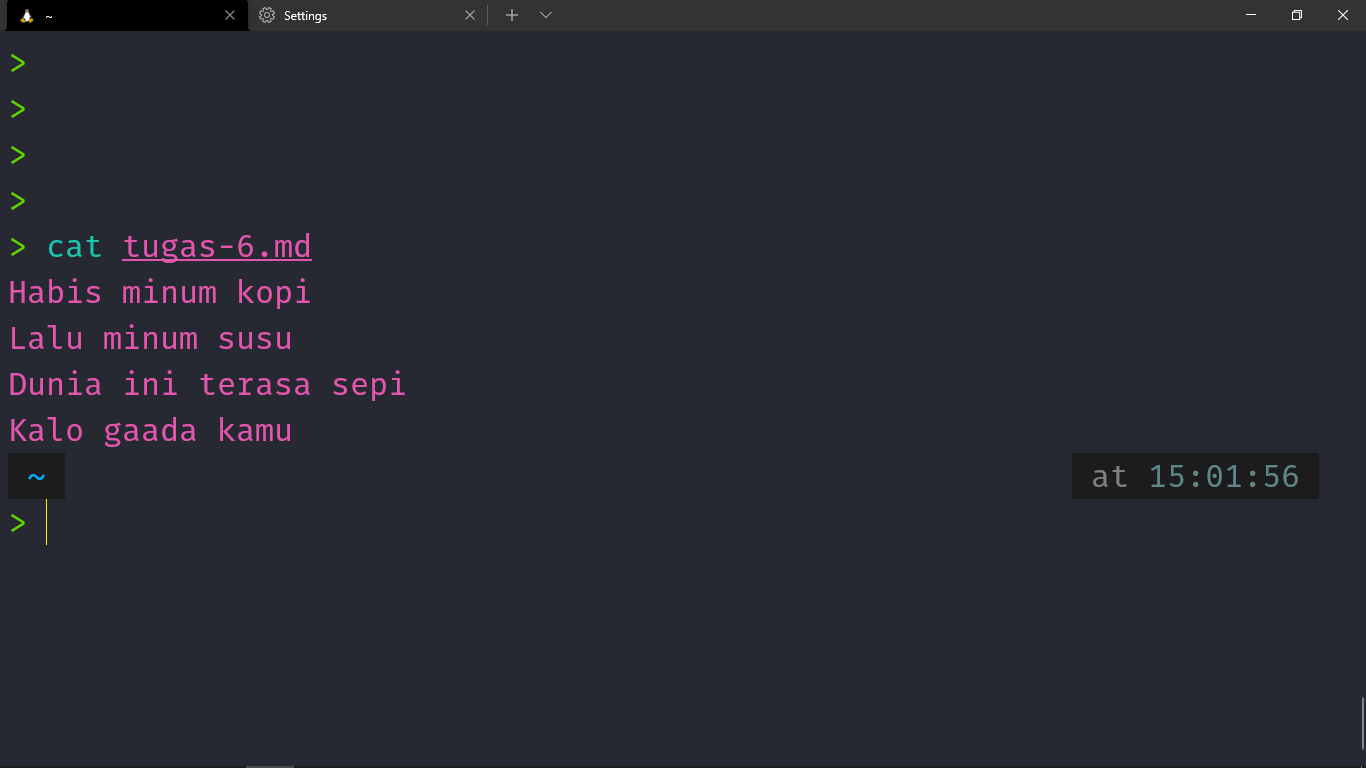 ~
Settings
>
>
>
>
> cat tugas-6.md
Habis minum kopi
Lalu minum susu
Dunia ini terasa sepi
Kalo gaada kamu
~ at 15:01:56
>